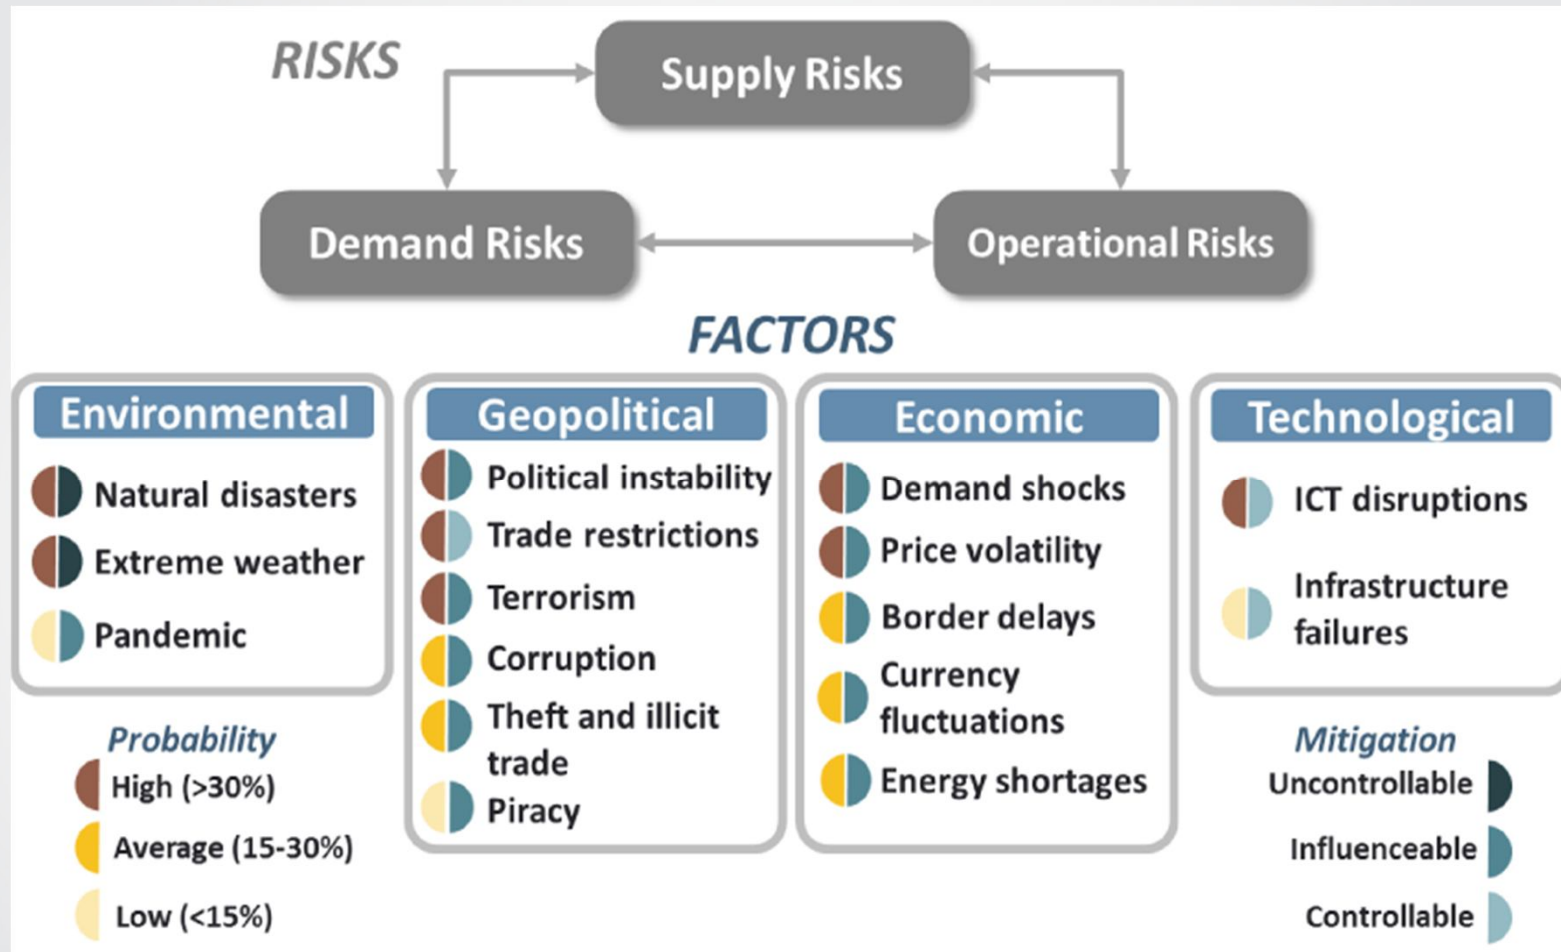 RISKS
Supply Risks
Demand Risks
Operational Risks
FACTORS
Environmental
Natural disasters
Extreme weather
Pandemic
Geopolitical
Political instability
Trade restrictions
Terrorism
Corruption
Theft and illicit
trade
Piracy
Economic
Demand shocks
Price volatility
Border delays
Currency
fluctuations
Energy shortages
Technological
ICT disruptions
Infrastructure
failures
Probability
High (>30%)
Average (15-30%)
Low (<15%)
Mitigation
Uncontrollable
Influenceable
Controllable